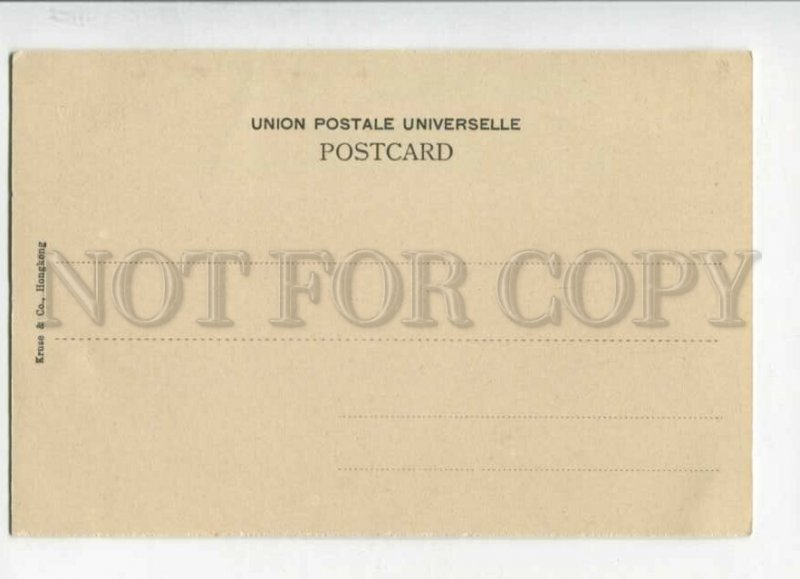 UNION POSTALE UNIVERSELLE
POSTCARD
Kruse & Co., Hongkong
NOT FOR COPY